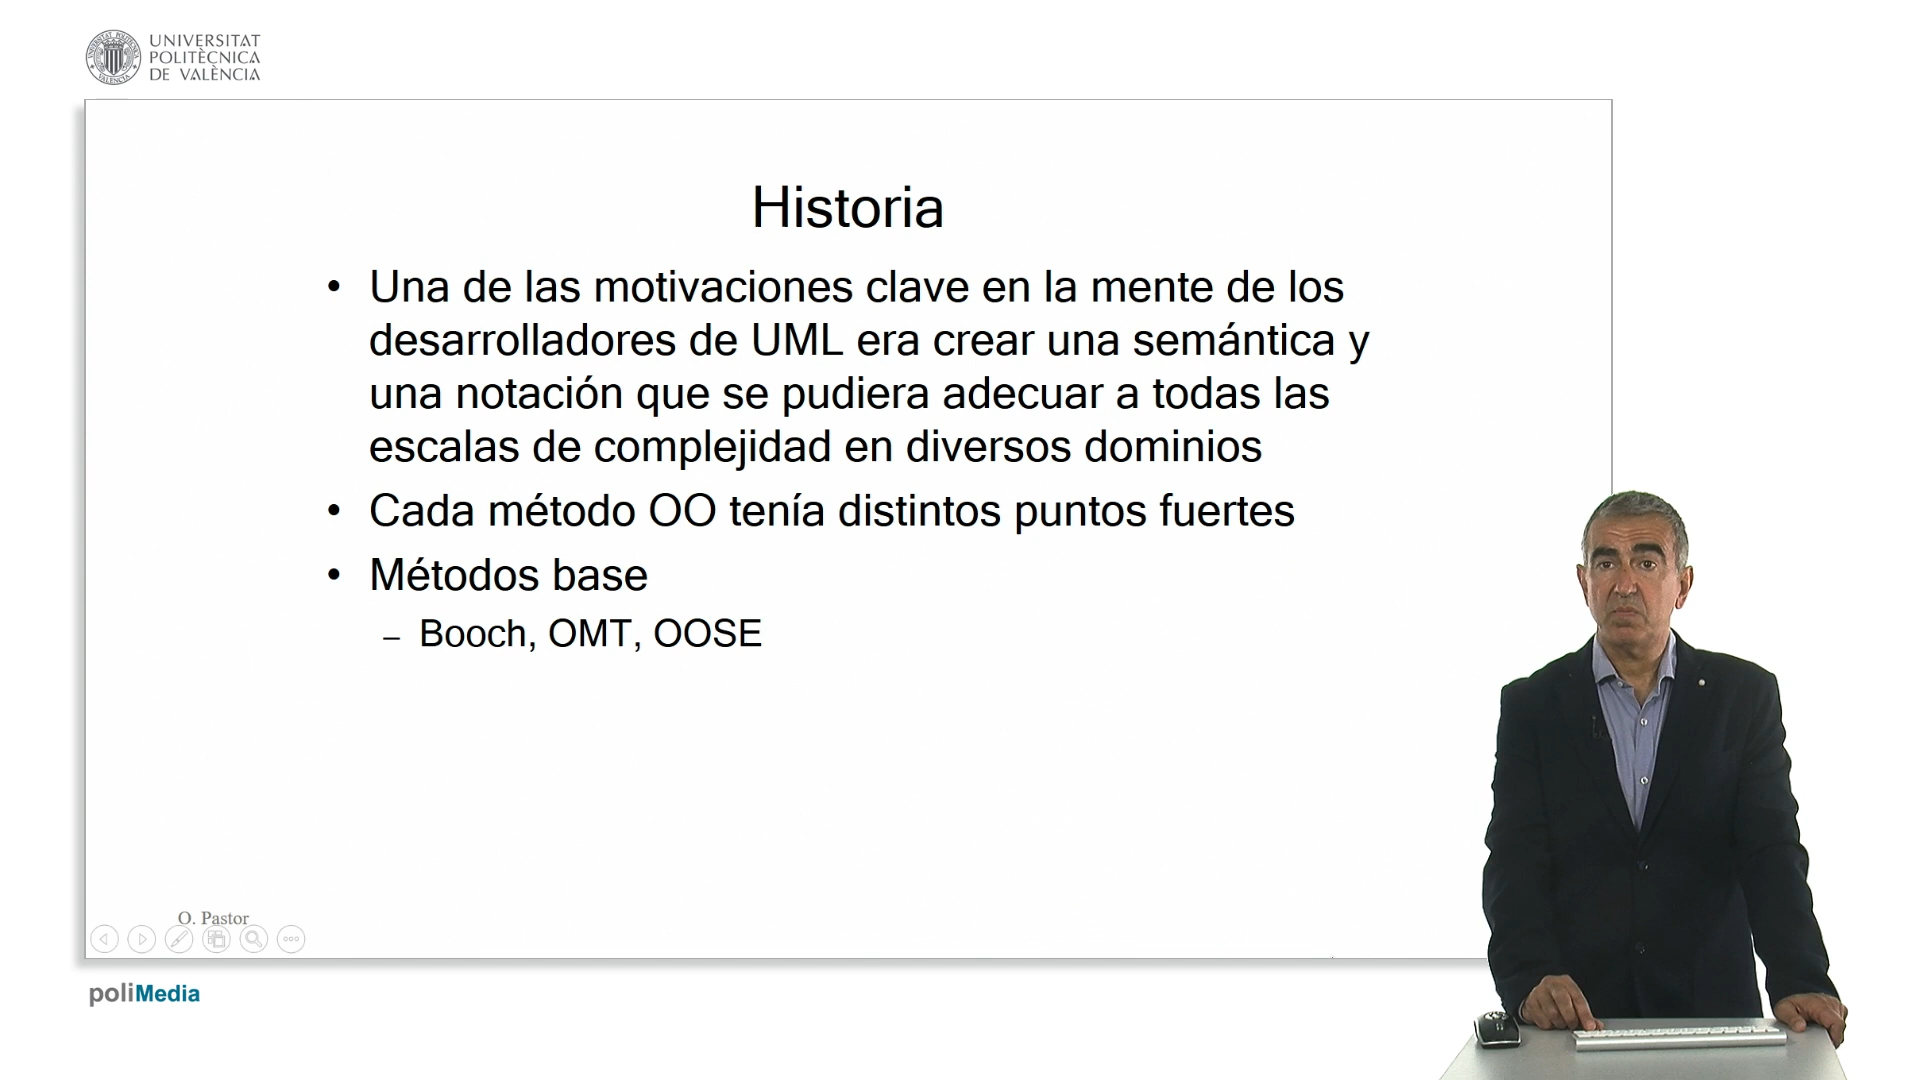 UNIVERSITAT
POLITÈCNICA
DE VALÈNCIA
Historia
• Una de las motivaciones clave en la mente de los
desarrolladores de UML era crear una semántica y
una notación que se pudiera adecuar a todas las
escalas de complejidad en diversos dominios
• Cada método OO tenía distintos puntos fuertes
• Métodos base
– Booch, OMT, OOSE
O. Pastor
poliMedia